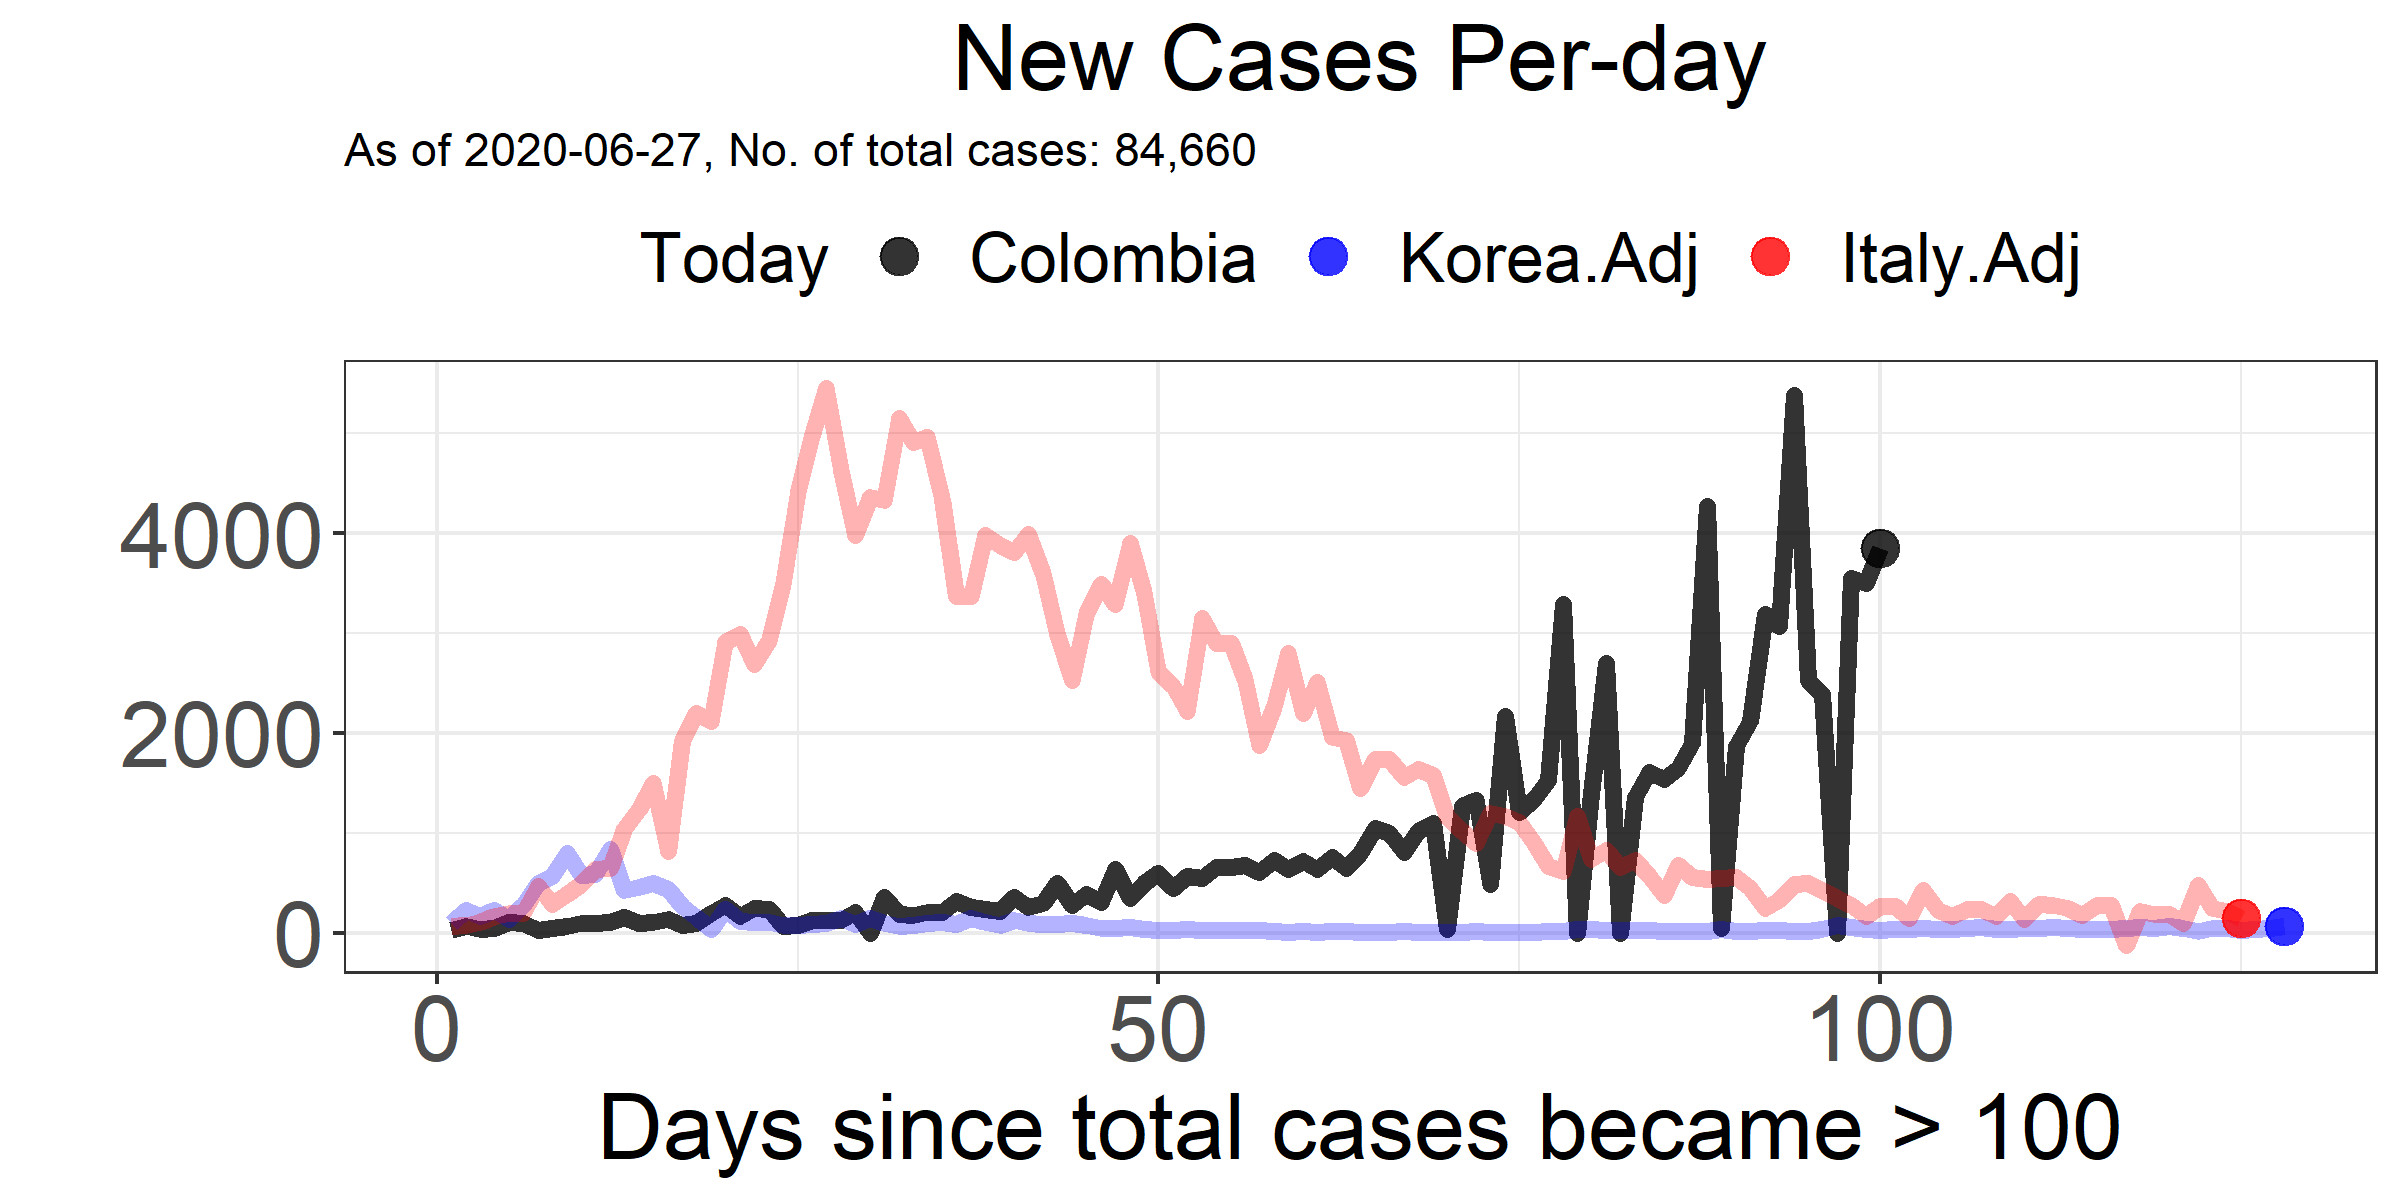 New Cases Per-day
As of 2020-06-27, No. of total cases: 84,660
Today Colombia Korea.Adj Italy.Adj
4000
2000
0
0 50 100
Days since total cases became > 100